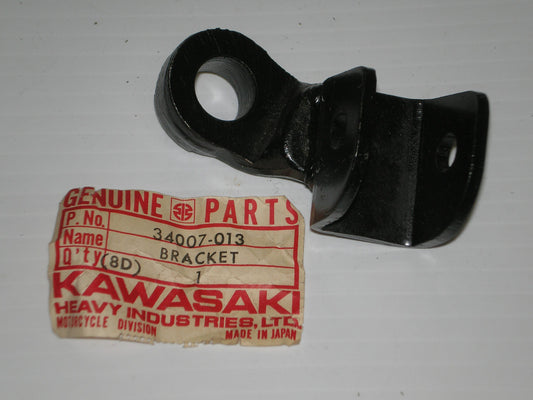 GENUINE PARTS
P. No. 34007-013
Name BRACKET
Q'ty (8D) 1
KAWASAKI
HEAVY INDUSTRIES, LTD.
MOTORCYCLE DIVISION MADE IN JAPAN